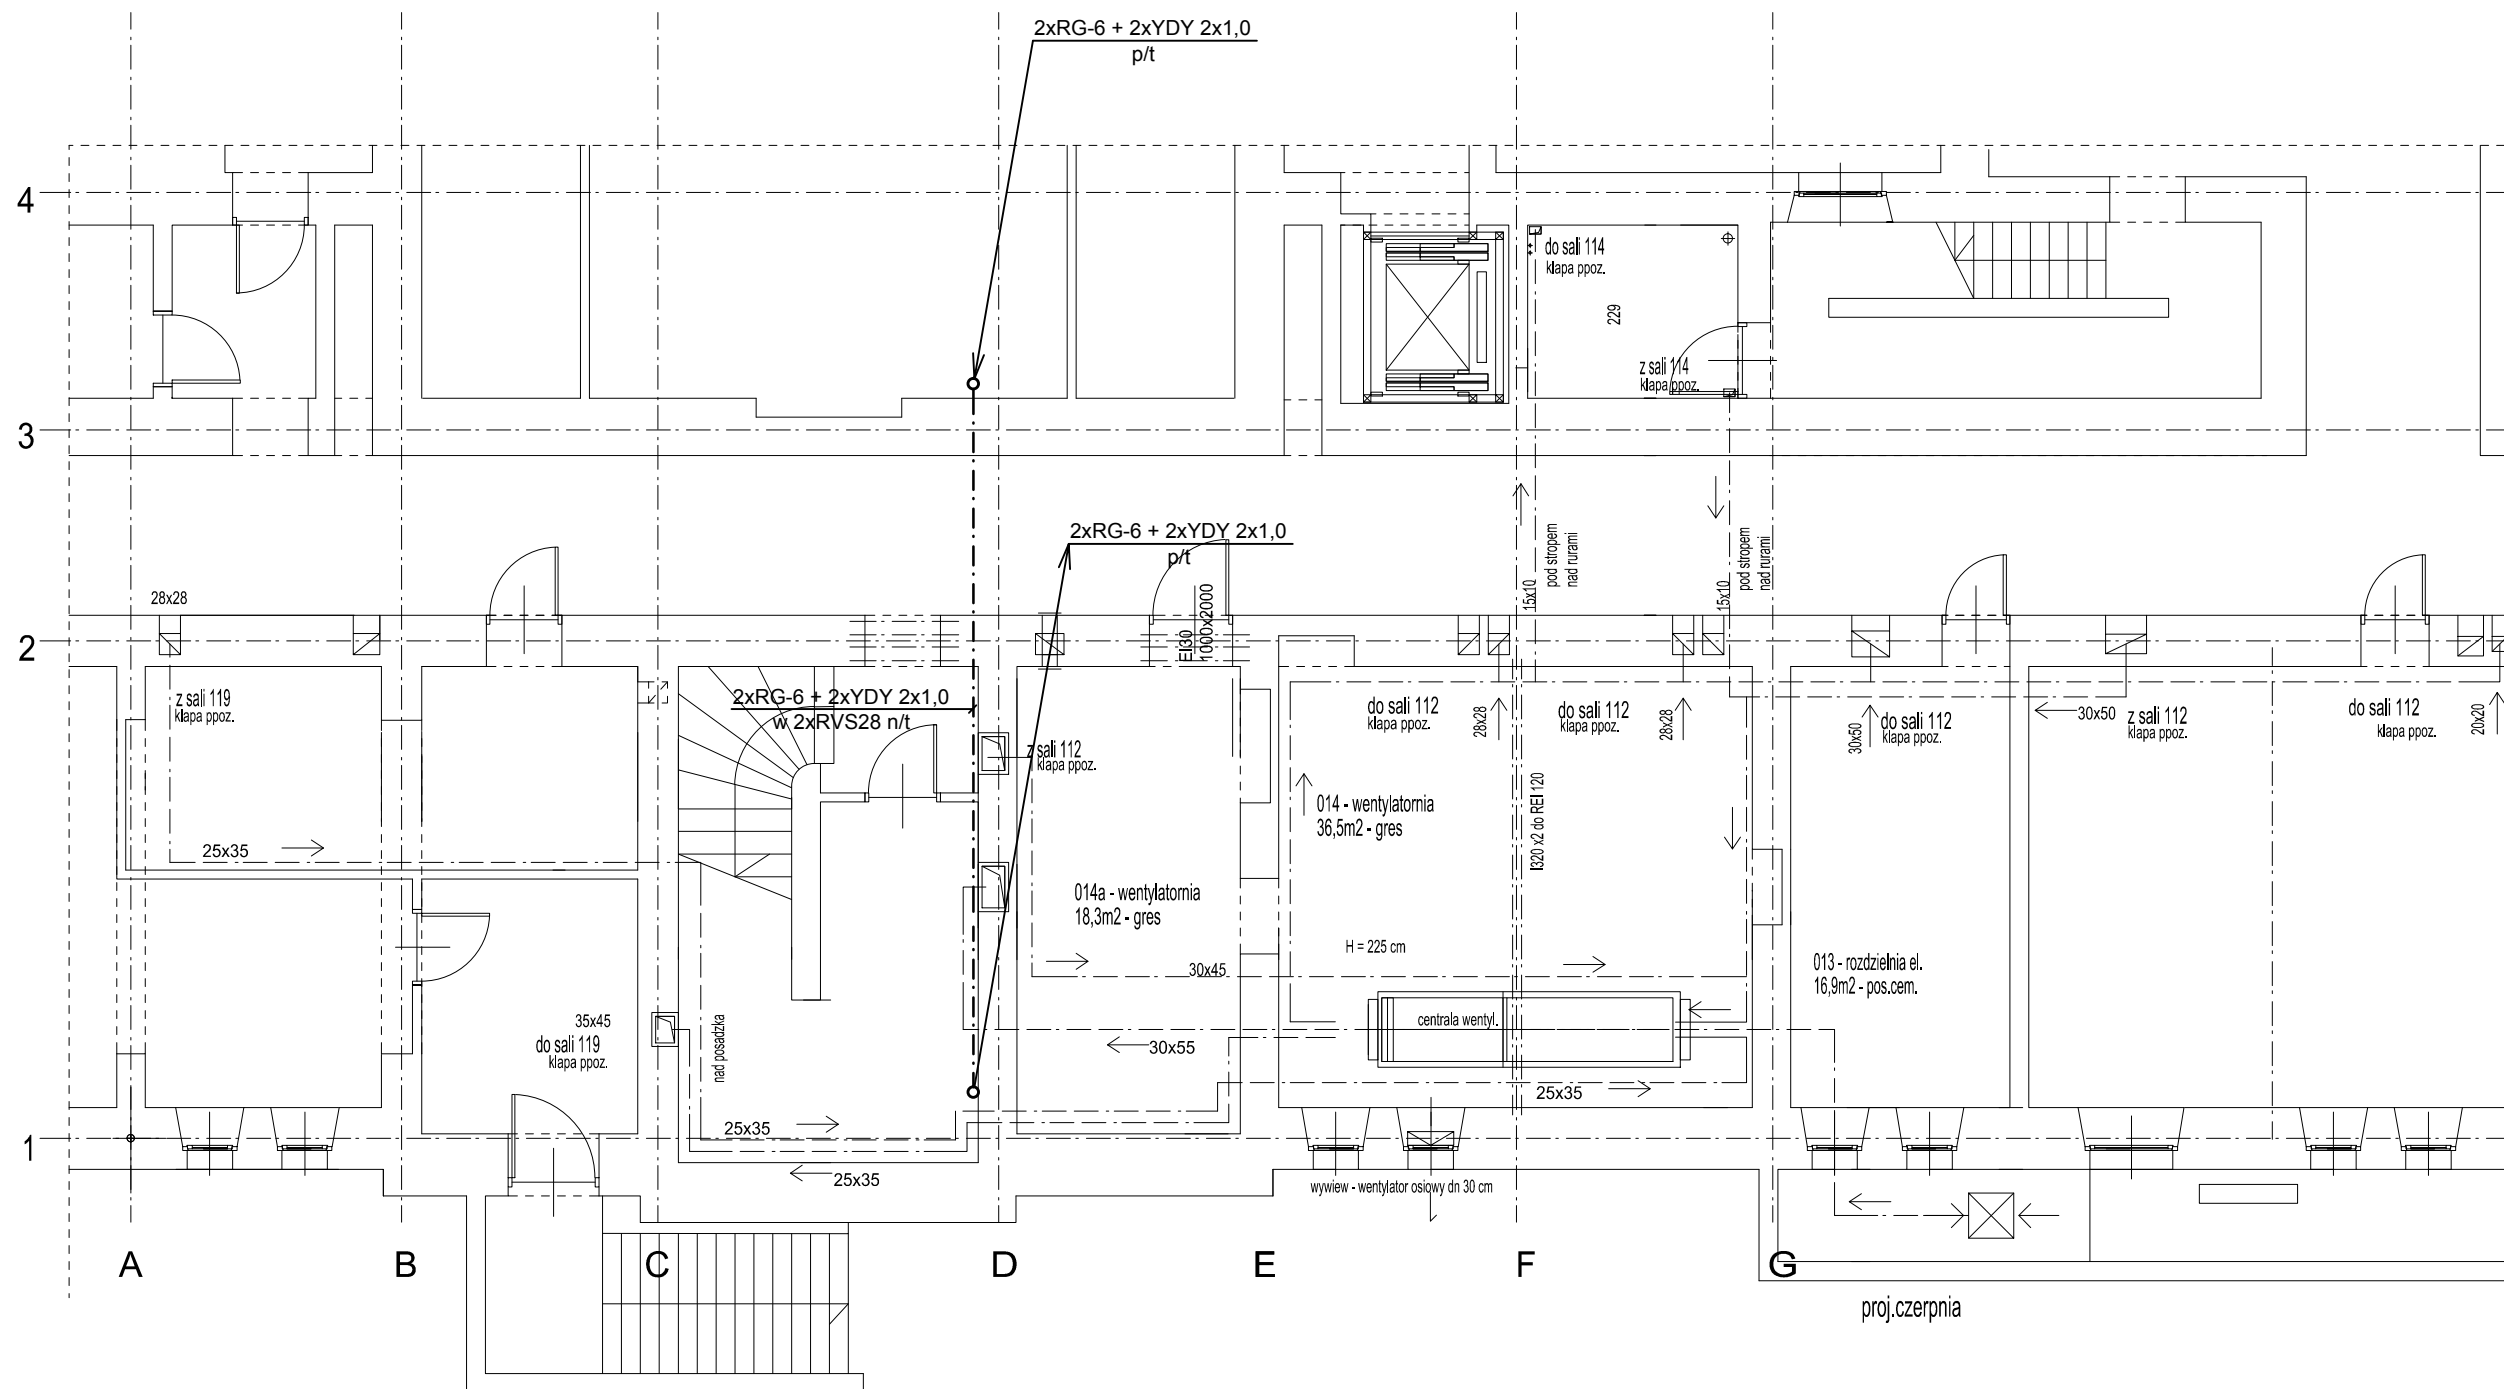 2xRG-6 + 2xYDY 2x1,0
p/t
4
do sali 114
klapa ppoz.
229
z sali 114
klapa ppoz.
3
2xRG-6 + 2xYDY 2x1,0
p/t
pod stropem
nad rurami
15x10
pod stropem
nad rurami
15x10
28x28
EI30
1000x2000
2
z sali 119
klapa ppoz.
2xRG-6 + 2xYDY 2x1,0
w 2xRVS28 n/t
z sali 112
klapa ppoz.
do sali 112
klapa ppoz.
28x28
do sali 112
klapa ppoz.
28x28
30x50
do sali 112
klapa ppoz.
30x50
z sali 112
klapa ppoz.
do sali 112
klapa ppoz.
20x20
014 - wentylatornia
36,5m2 - gres
I320 x2 do REI 120
25x35
014a - wentylatornia
18,3m2 - gres
H = 225 cm
30x45
013 - rozdzielnia el.
16,9m2 - pos.cem.
35x45
do sali 119
klapa ppoz.
nad posadzka
centrala wentyl.
30x55
25x35
25x35
1
25x35
wywiew - wentylator osiowy dn 30 cm
A
B
C
D
E
F
G
proj.czerpnia